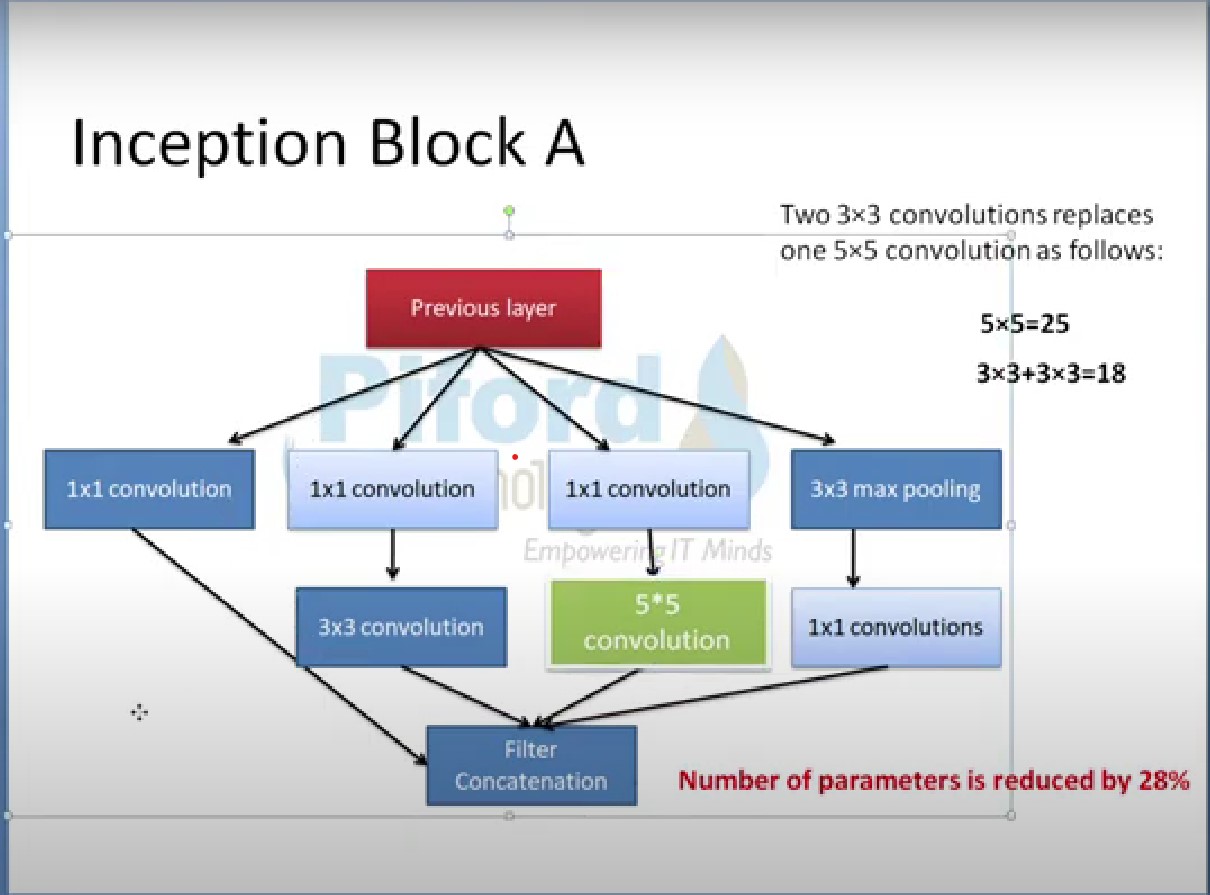 Inception Block A
Two 3×3 convolutions replaces
one 5×5 convolution as follows:
5×5=25
3×3+3×3=18
Previous layer
Piford
1x1 convolution
1x1 convolution
1x1 convolution
3x3 max pooling
Empowering IT Minds
3x3 convolution
5*5
convolution
1x1 convolutions
Filter
Concatenation
Number of parameters is reduced by 28%